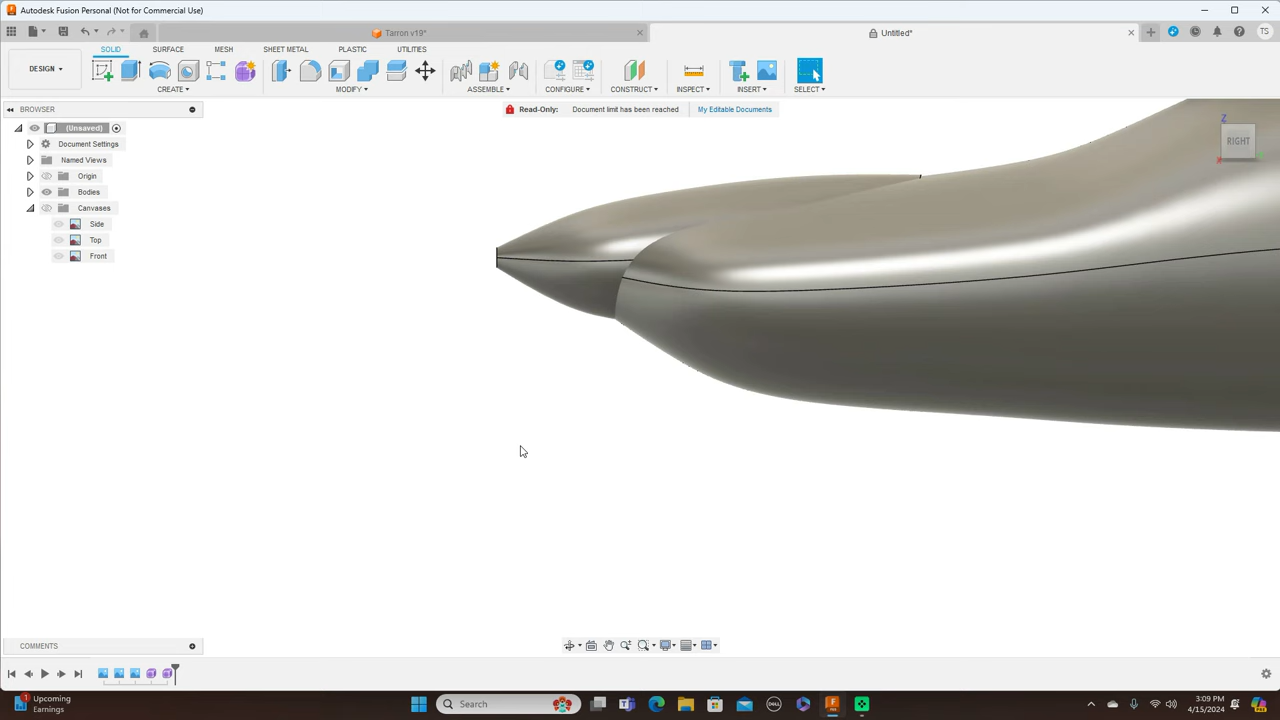 Autodesk Fusion Personal (Not for Commercial Use)
Tarron v19*
Untitled*
TS
DESIGN
SOLID
SURFACE
MESH
SHEET METAL
PLASTIC
UTILITIES
CREATE
MODIFY
ASSEMBLE
CONFIGURE
CONSTRUCT
INSPECT
INSERT
SELECT
BROWSER
Read-Only: Document limit has been reached My Editable Documents
(Unsaved)
Document Settings
Named Views
Origin
Bodies
Canvases
Side
Top
Front
Z
RIGHT
COMMENTS
1
Upcoming
Earnings
Search
DELL
3:09 PM
4/15/2024